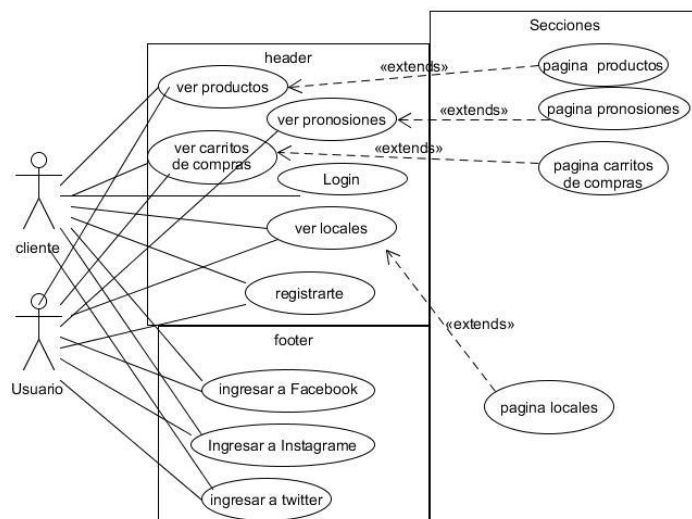 Secciones
header
ver productos
«extends»
pagina  productos
ver pronosiones
«extends»
pagina pronosiones
ver carritos
de compras
«extends»
pagina carritos
de compras
Login
cliente
ver locales
registrarte
«extends»
footer
Usuario
ingresar a Facebook
pagina locales
Ingresar a Instagrame
ingresar a twitter